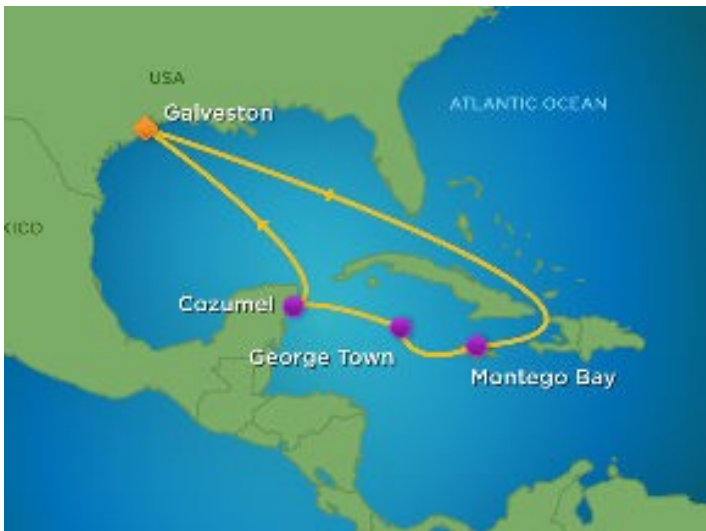 USA
Galveston
ATLANTIC OCEAN
XICO
Cozumel
George Town
Montego Bay